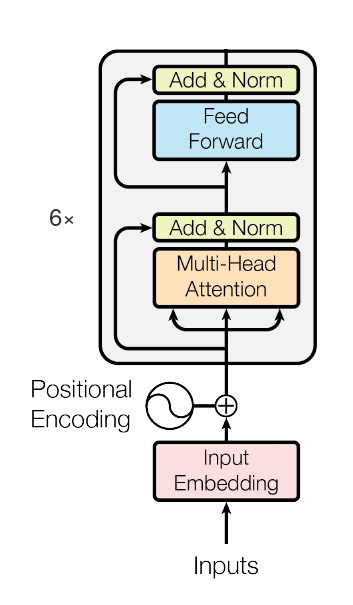 Add & Norm
Feed
Forward
6×
Add & Norm
Multi-Head
Attention
Positional
Encoding
Input
Embedding
Inputs